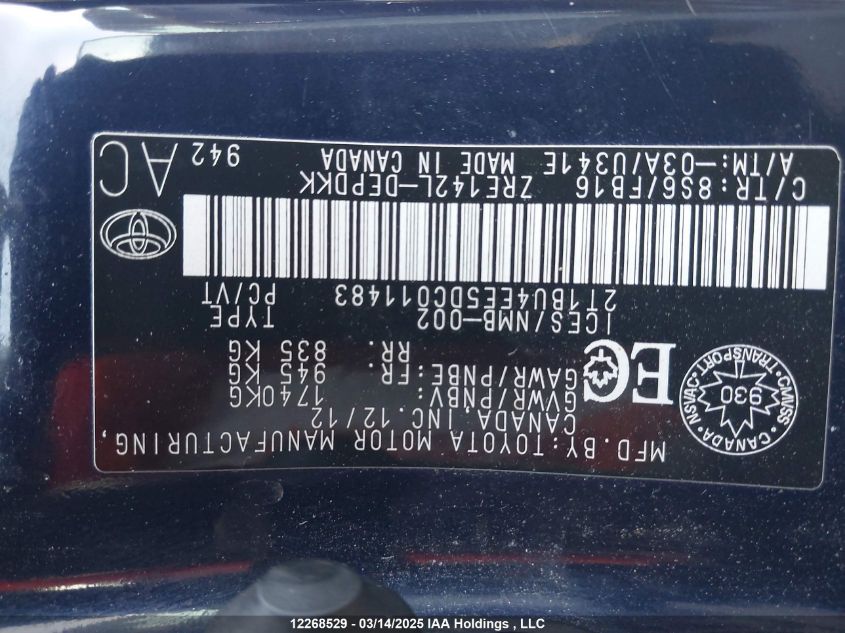 MFD. BY:TOYOTA MOTOR MANUFACTURING,
CANADA, INC. 12/12
GVWR/PNBV: 1740KG
GAWR/PNBE: FR. 945 KG
RR. 835 KG
EC
ICES/NMB-002 TYPE
2T1BU4EE5DC011483 PC/VT
C/TR:8S6/FB16 ZRE142L-DEPDKK
A/TM:-03A/U341E MADE IN CANADA
942
AC
CANADA · CMVSS · TRANSPORT · NSVAC ·
930
12268529 - 03/14/2025 IAA Holdings , LLC